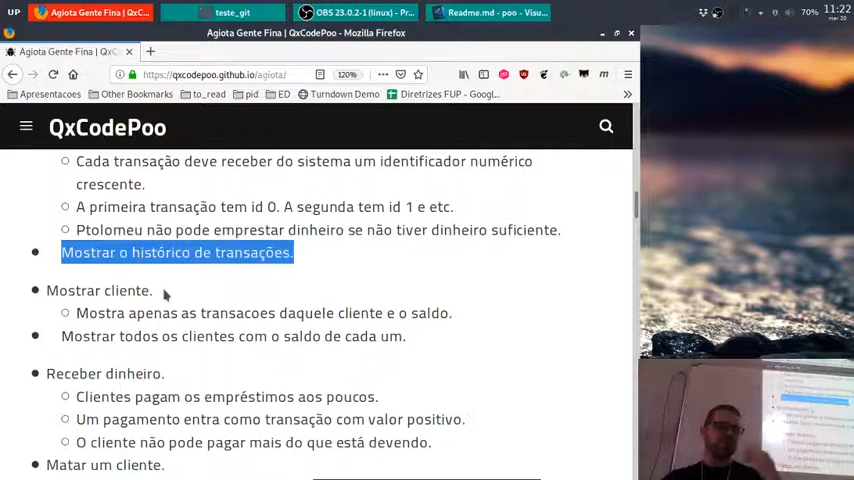 UP
Agiota Gente Fina | QxC...
teste_git
OBS 23.0.2-1 (linux) - Pr...
Readme.md - poo - Visu...
70%
11:22
mar 20
Agiota Gente Fina | QxCodePoo - Mozilla Firefox
Agiota Gente Fina | QxC
https://qxcodepoo.github.io/agiota/
120%
Apresentacoes
Other Bookmarks
to_read
pid
ED
Turndown Demo
Diretrizes FUP - Googl...
QxCodePoo
Cada transação deve receber do sistema um identificador numérico
crescente.
A primeira transação tem id 0. A segunda tem id 1 e etc.
Ptolomeu não pode emprestar dinheiro se não tiver dinheiro suficiente.
Mostrar o histórico de transações.
Mostrar cliente.
Mostra apenas as transacoes daquele cliente e o saldo.
Mostrar todos os clientes com o saldo de cada um.
Receber dinheiro.
Clientes pagam os empréstimos aos poucos.
Um pagamento entra como transação com valor positivo.
O cliente não pode pagar mais do que está devendo.
Matar um cliente.